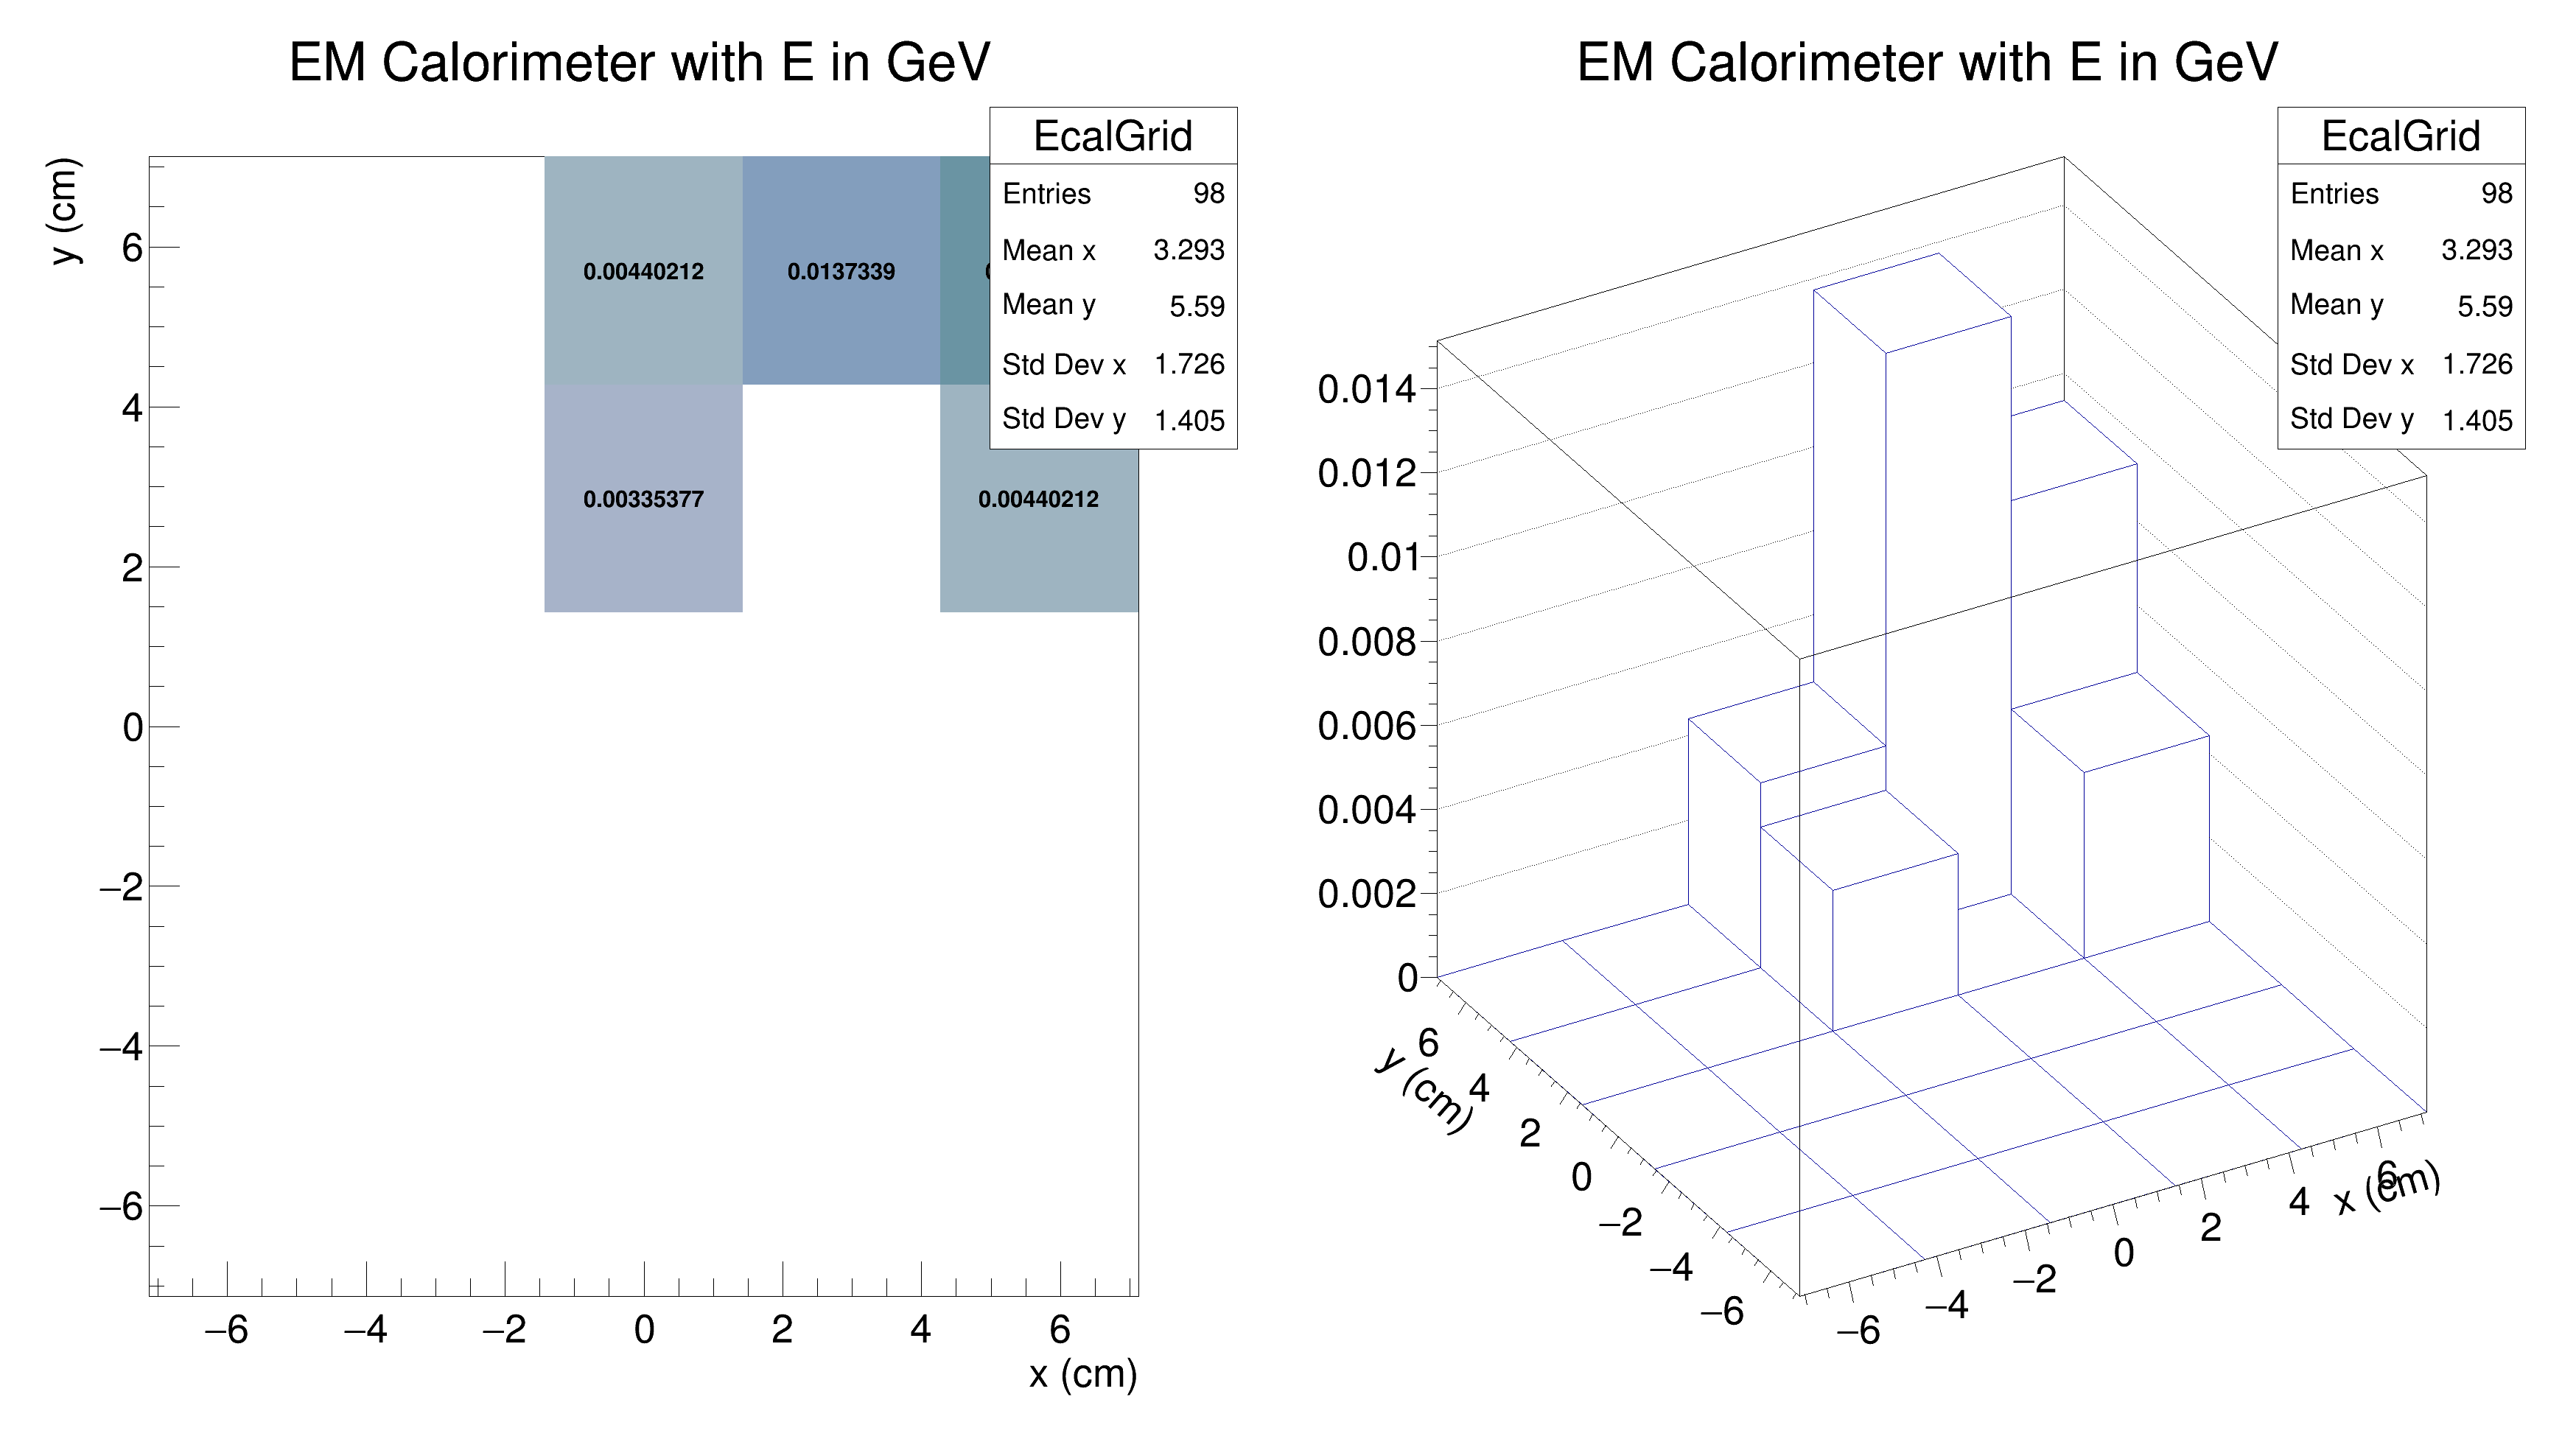 EM Calorimeter with E in GeV
EcalGrid
Entries 98
Mean x 3.293
Mean y 5.59
Std Dev x 1.726
Std Dev y 1.405
y (cm)
6
4
2
0
−2
−4
−6
0.00440212
0.0137339
0.00335377
0.00440212
−6
−4
−2
0
2
4
6
x (cm)
EM Calorimeter with E in GeV
EcalGrid
Entries 98
Mean x 3.293
Mean y 5.59
Std Dev x 1.726
Std Dev y 1.405
0.014
0.012
0.01
0.008
0.006
0.004
0.002
0
y (cm)
6
4
2
0
−2
−4
−6
−6
−4
−2
0
2
4
6
x (cm)